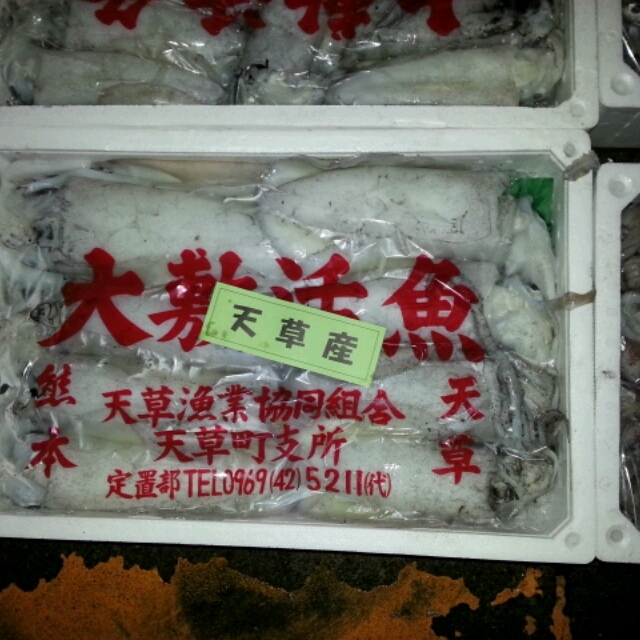 大敷活魚
天草産
熊本
天草漁業協同組合
天草町支所
天草
定置部TEL0969(42)5211(代)